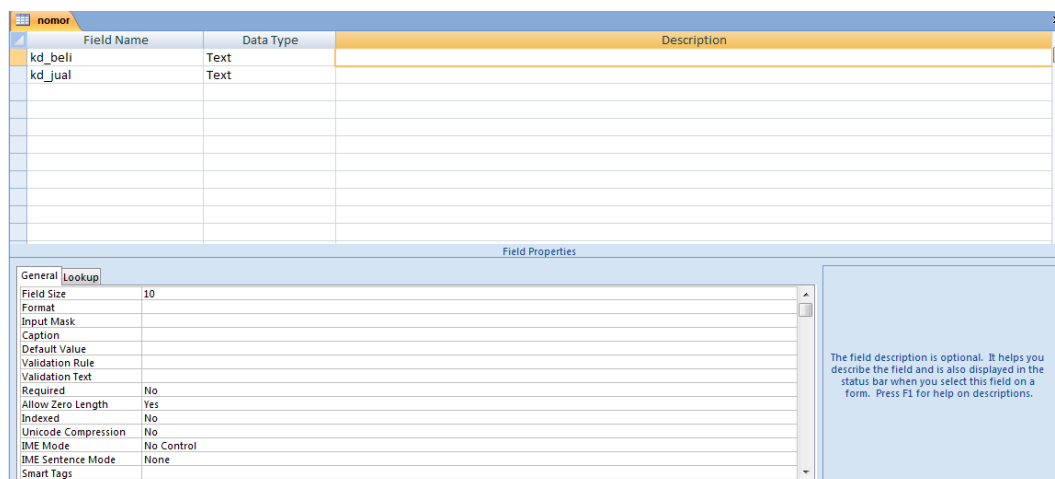 nomor
Field Name Data Type Description
kd_beli Text
kd_jual Text
Field Properties
General Lookup
Field Size 10
Format
Input Mask
Caption
Default Value
Validation Rule
Validation Text
Required No
Allow Zero Length Yes
Indexed No
Unicode Compression No
IME Mode No Control
IME Sentence Mode None
Smart Tags
The field description is optional. It helps you
describe the field and is also displayed in the
status bar when you select this field on a
form. Press F1 for help on descriptions.